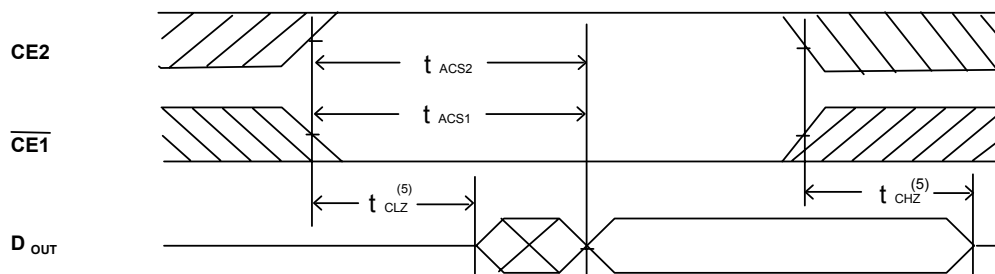 CE2
t ACS2
t ACS1
CE1
t CLZ (5)
t CHZ (5)
D OUT